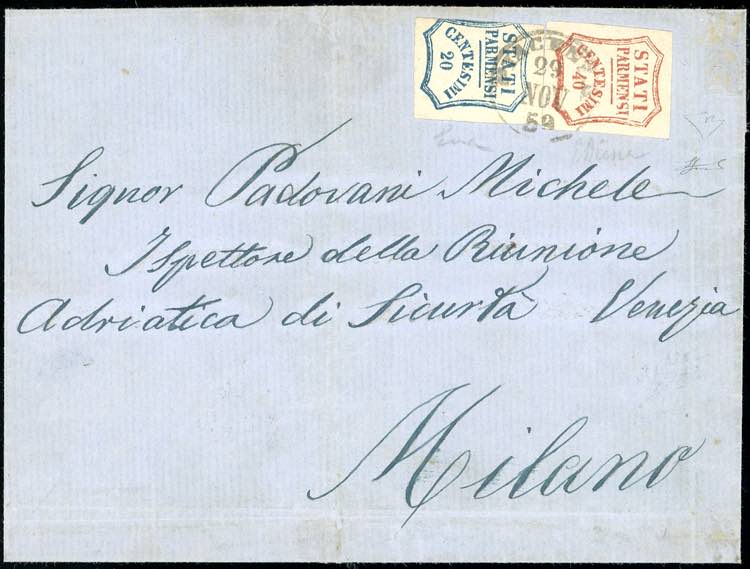 STATI
PARMENSI
CENTESIMI
20
STATI
PARMENSI
CENTESIMI
40
29
NOV
59
Signor Padovani Michele
Ispettore della Riunione
Adriatica di Sicurtà Venezia
Milano